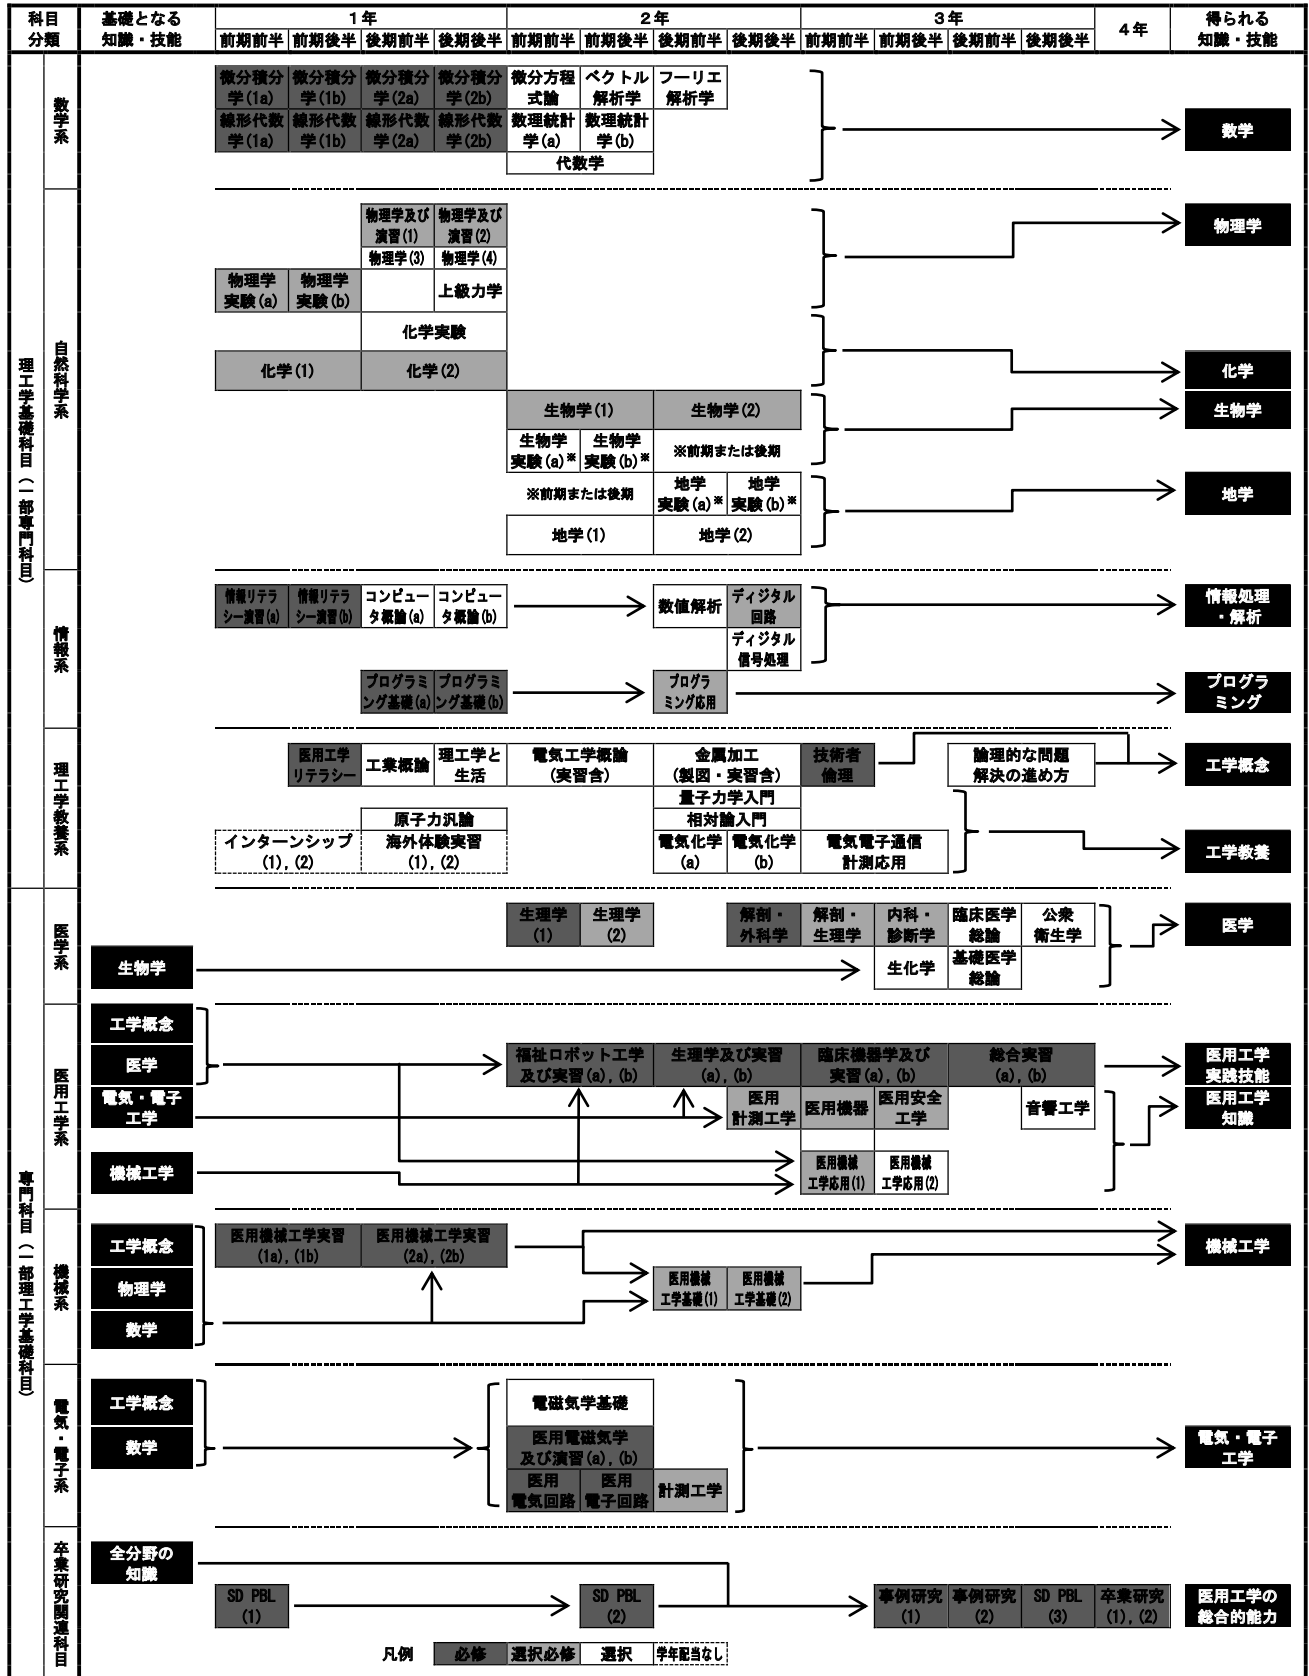 科目
分類
基礎となる
知識・技能
1年
2年
3年
4年
得られる
知識・技能
前期前半 前期後半 後期前半 後期後半 前期前半 前期後半 後期前半 後期後半 前期前半 前期後半 後期前半 後期後半
理工学基礎科目（一部専門科目）
数学系
微分積分
学(1a)
微分積分
学(1b)
微分積分
学(2a)
微分積分
学(2b)
微分方程
式論
ベクトル
解析学
フーリエ
解析学
線形代数
学(1a)
線形代数
学(1b)
線形代数
学(2a)
線形代数
学(2b)
数理統計
学(a)
数理統計
学(b)
代数学
数学
自然科学系
物理学及び
演習(1)
物理学及び
演習(2)
物理学(3)
物理学(4)
物理学
実験(a)
物理学
実験(b)
上級力学
物理学
化学実験
化学(1)
化学(2)
化学
生物学(1)
生物学(2)
生物学
実験(a)※
生物学
実験(b)※
※前期または後期
生物学
※前期または後期
地学
実験(a)※
地学
実験(b)※
地学(1)
地学(2)
地学
情報系
情報リテラ
シー演習(a)
情報リテラ
シー演習(b)
コンピュー
タ概論(a)
コンピュー
タ概論(b)
数値解析
ディジタル
回路
ディジタル
信号処理
情報処理
・解析
プログラミ
ング基礎(a)
プログラミ
ング基礎(b)
プログラ
ミング応用
プログラ
ミング
理工学教養系
医用工学
リテラシー
工業概論
理工学と
生活
電気工学概論
(実習含)
金属加工
(製図・実習含)
技術者
倫理
論理的な問題
解決の進め方
工学概念
量子力学入門
原子力汎論
相対論入門
インターンシップ
(1),(2)
海外体験実習
(1),(2)
電気化学
(a)
電気化学
(b)
電気電子通信
計測応用
工学教養
専門科目（一部理工学基礎科目）
医学系
生理学
(1)
生理学
(2)
解剖・
外科学
解剖・
生理学
内科・
診断学
臨床医学
総論
公衆
衛生学
医学
生物学
生化学
基礎医学
総論
医用工学系
工学概念
医学
電気・電子
工学
機械工学
福祉ロボット工学
及び実習(a),(b)
生理学及び実習
(a),(b)
臨床機器学及び
実習(a),(b)
総合実習
(a),(b)
医用工学
実践技能
医用
計測工学
医用機器
医用安全
工学
音響工学
医用工学
知識
医用機械
工学応用(1)
医用機械
工学応用(2)
機械系
工学概念
物理学
数学
医用機械工学実習
(1a),(1b)
医用機械工学実習
(2a),(2b)
医用機械
工学基礎(1)
医用機械
工学基礎(2)
機械工学
電気・電子系
工学概念
数学
電磁気学基礎
医用電磁気学
及び演習(a),(b)
医用
電気回路
医用
電子回路
計測工学
電気・電子
工学
卒業研究関連科目
全分野の
知識
SD PBL
(1)
SD PBL
(2)
事例研究
(1)
事例研究
(2)
SD PBL
(3)
卒業研究
(1),(2)
医用工学の
総合的能力
凡例 必修 選択必修 選択 学年配当なし